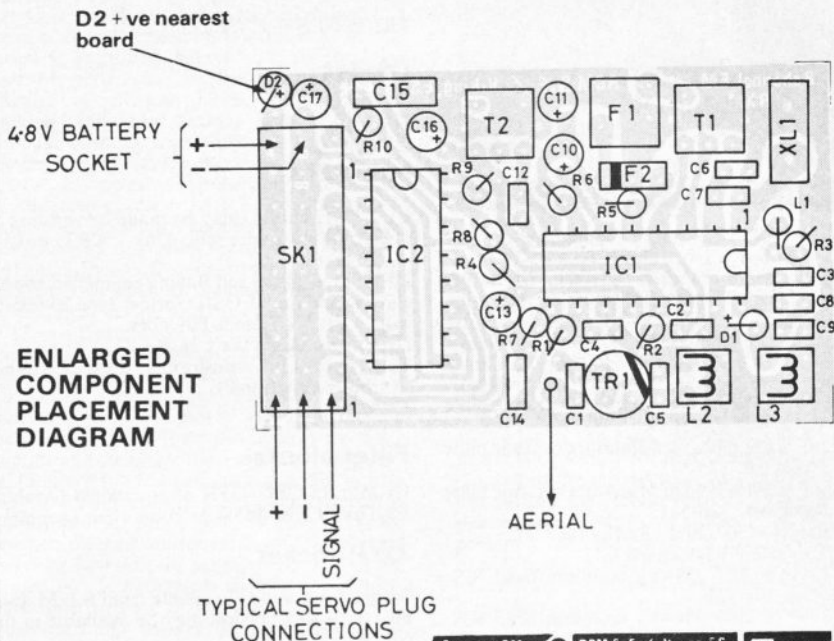 D2 +ve nearest
board
4·8V BATTERY
SOCKET
+
−
D2
+
C17
+
C15
R10
C16
+
T2
C11
+
C10
+
F1
T1
XL1
R9
C12
R6
F2
R5
C6
C7
1
L1
R3
SK1
1
IC2
R8
R4
IC1
C3
C8
C9
C13
+
R7
R1
C4
R2
C2
D1
+
TR1
C14
C1
C5
L2
L3
1
ENLARGED
COMPONENT
PLACEMENT
DIAGRAM
+
−
SIGNAL
AERIAL
TYPICAL SERVO PLUG
CONNECTIONS